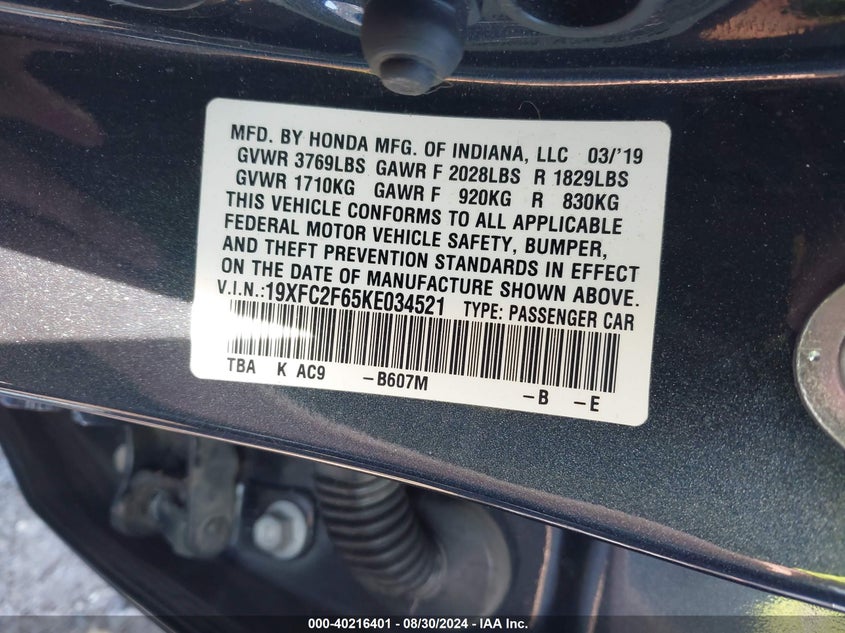 MFD. BY HONDA MFG. OF INDIANA, LLC 03/'19
GVWR 3769LBS GAWR F 2028LBS R 1829LBS
GVWR 1710KG GAWR F 920KG R 830KG
THIS VEHICLE CONFORMS TO ALL APPLICABLE
FEDERAL MOTOR VEHICLE SAFETY, BUMPER,
AND THEFT PREVENTION STANDARDS IN EFFECT
ON THE DATE OF MANUFACTURE SHOWN ABOVE.
V.I.N.:19XFC2F65KE034521 TYPE: PASSENGER CAR
TBA K AC9 -B607M -B -E
000-40216401 - 08/30/2024 - IAA Inc.